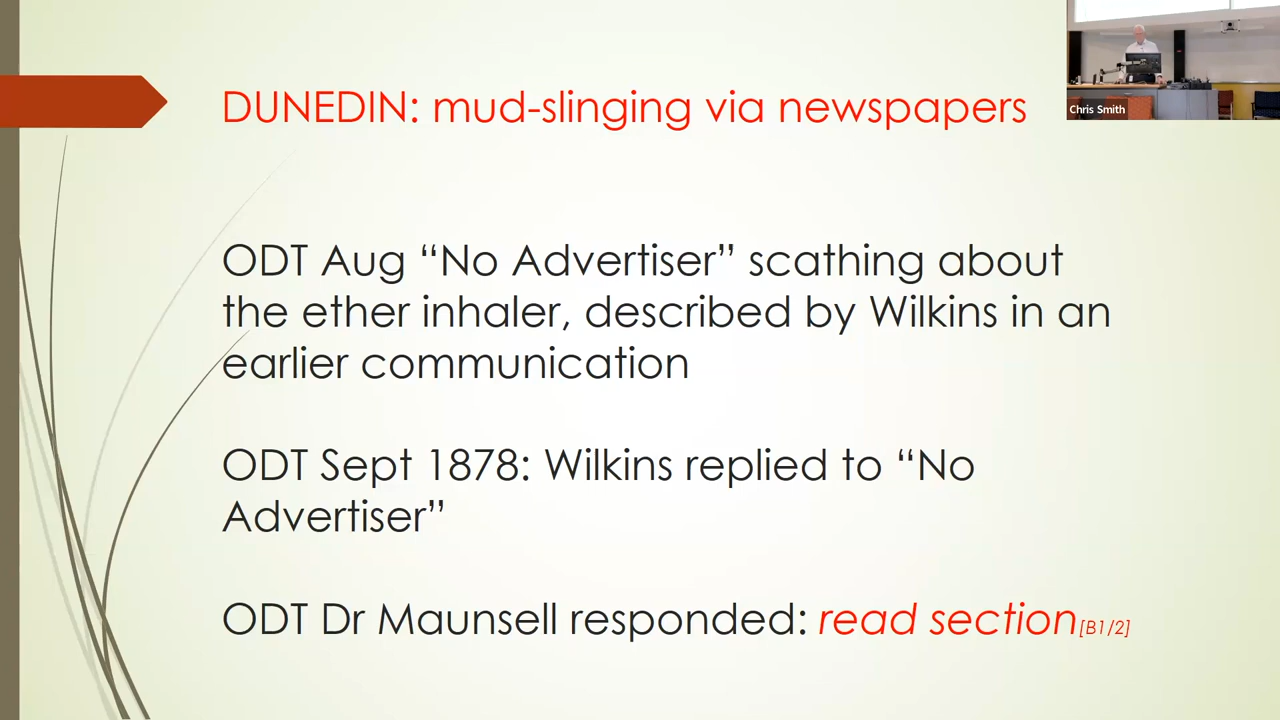 DUNEDIN: mud-slinging via newspapers
Chris Smith
ODT Aug “No Advertiser” scathing about
the ether inhaler, described by Wilkins in an
earlier communication
ODT Sept 1878: Wilkins replied to “No
Advertiser”
ODT Dr Maunsell responded: read section[B1/2]